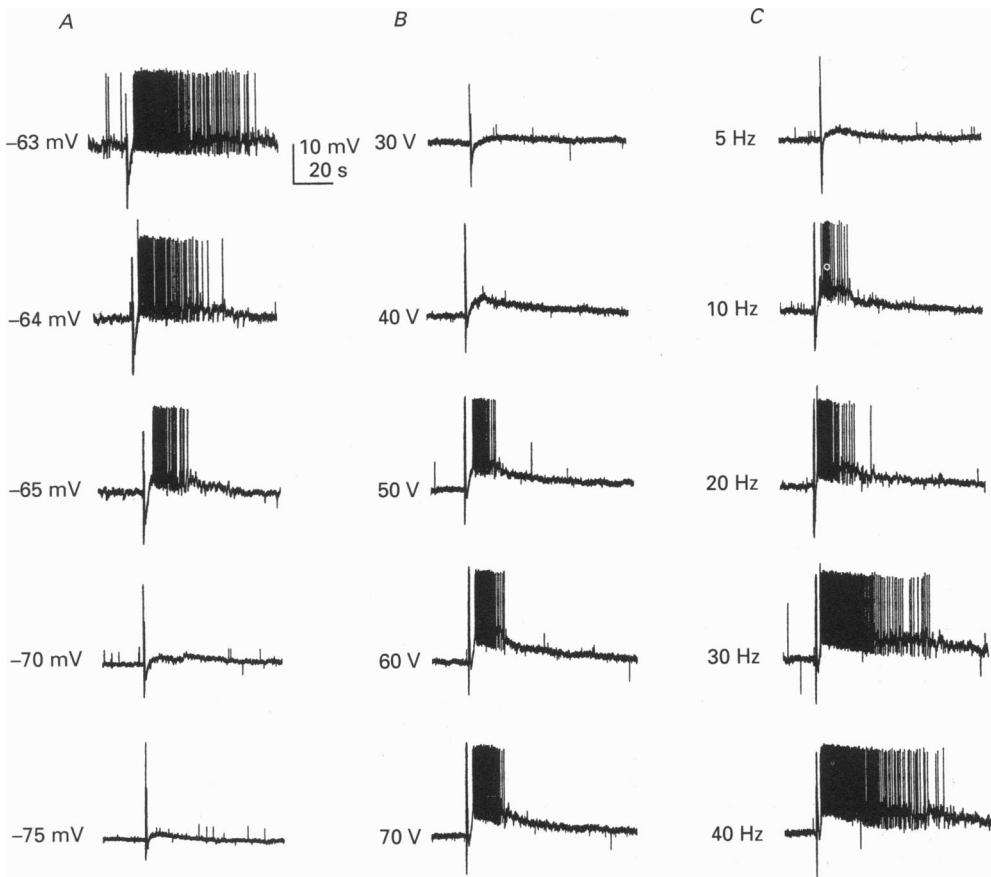 A
B
C
–63 mV
10 mV
20 s
30 V
5 Hz
–64 mV
40 V
10 Hz
–65 mV
50 V
20 Hz
–70 mV
60 V
30 Hz
–75 mV
70 V
40 Hz